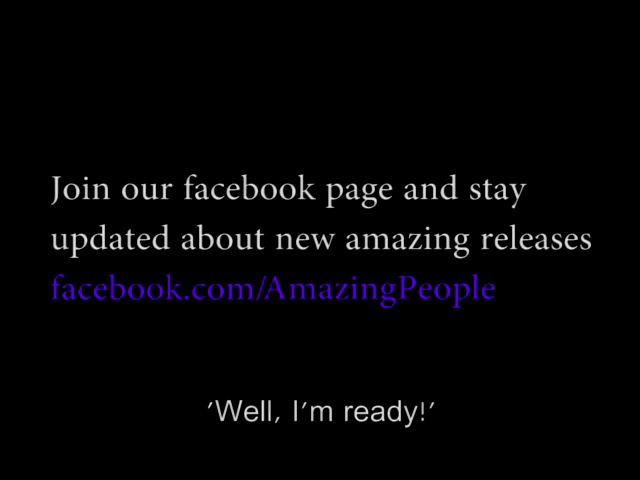 Join our facebook page and stay
updated about new amazing releases
facebook.com/AmazingPeople
'Well, I'm ready!'